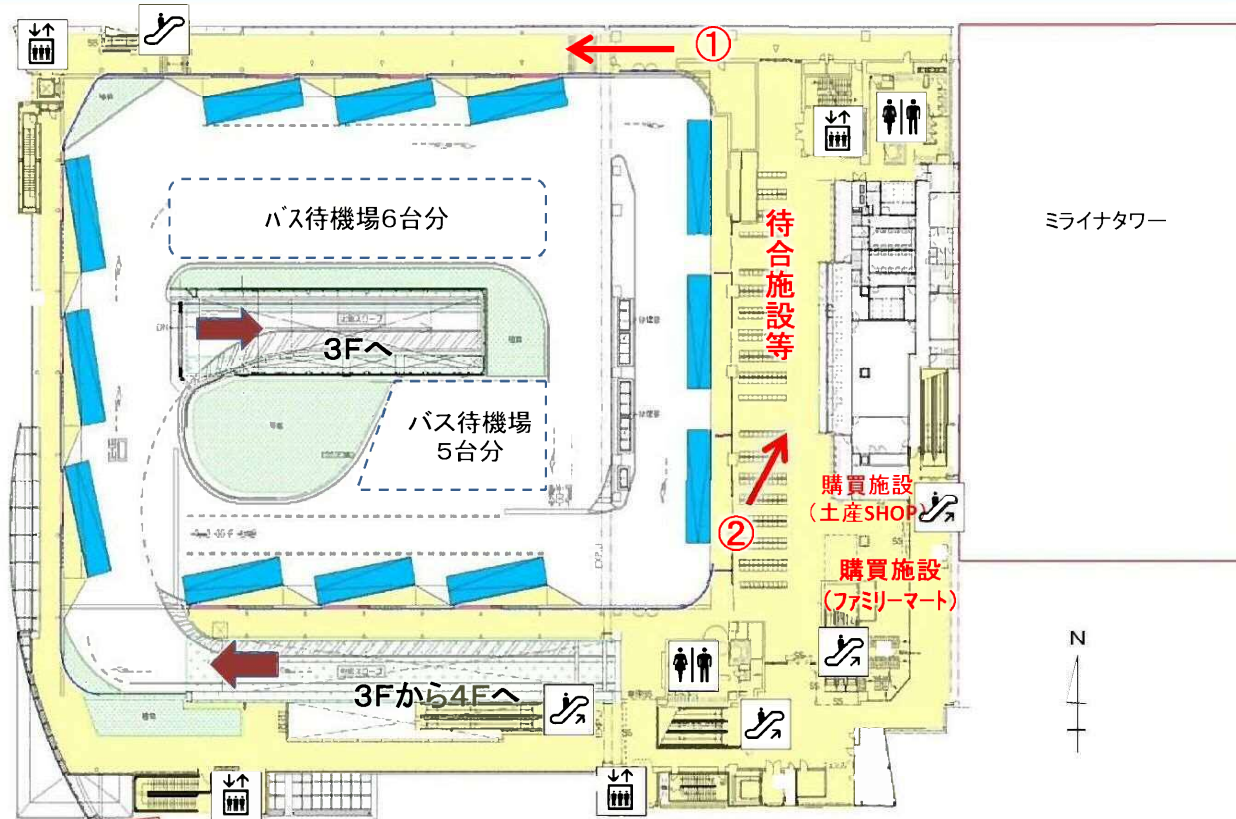 ①
バス待機場6台分
ミライナタワー
待合施設等
3Fへ
バス待機場
5台分
購買施設
（土産SHOP）
②
購買施設
（ファミリーマート）
N
3Fから4Fへ